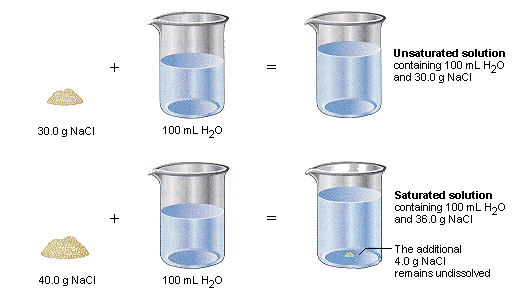 +
=
Unsaturated solution
containing 100 mL H₂O
and 30.0 g NaCl
30.0 g NaCl
100 mL H₂O
+
=
Saturated solution
containing 100 mL H₂O
and 36.0 g NaCl
The additional
4.0 g NaCl
remains undissolved
40.0 g NaCl
100 mL H₂O